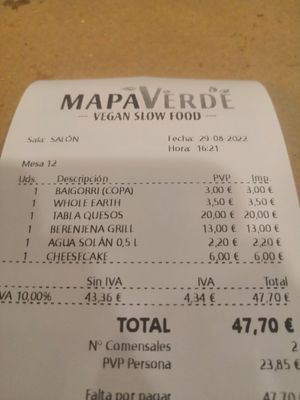 MAPAVERDE
- VEGAN SLOW FOOD -
Sala: SALÓN Fecha: 29-08-2022
Hora: 16:21
Mesa 12
Uds. Descripción PVP Imp.
1 BAIGORRI (COPA) 3,00 € 3,00 €
1 WHOLE EARTH 3,50 € 3,50 €
1 TABLA QUESOS 20,00 € 20,00 €
1 BERENJENA GRILL 13,00 € 13,00 €
1 AGUA SOLÁN 0,5 L 2,20 € 2,20 €
1 CHEESECAKE 6,00 € 6,00 €
Sin IVA IVA Total
IVA 10,00% 43,36 € 4,34 € 47,70 €
TOTAL 47,70 €
Nº Comensales 2
PVP Persona 23,85 €
Falta por pagar 47,70